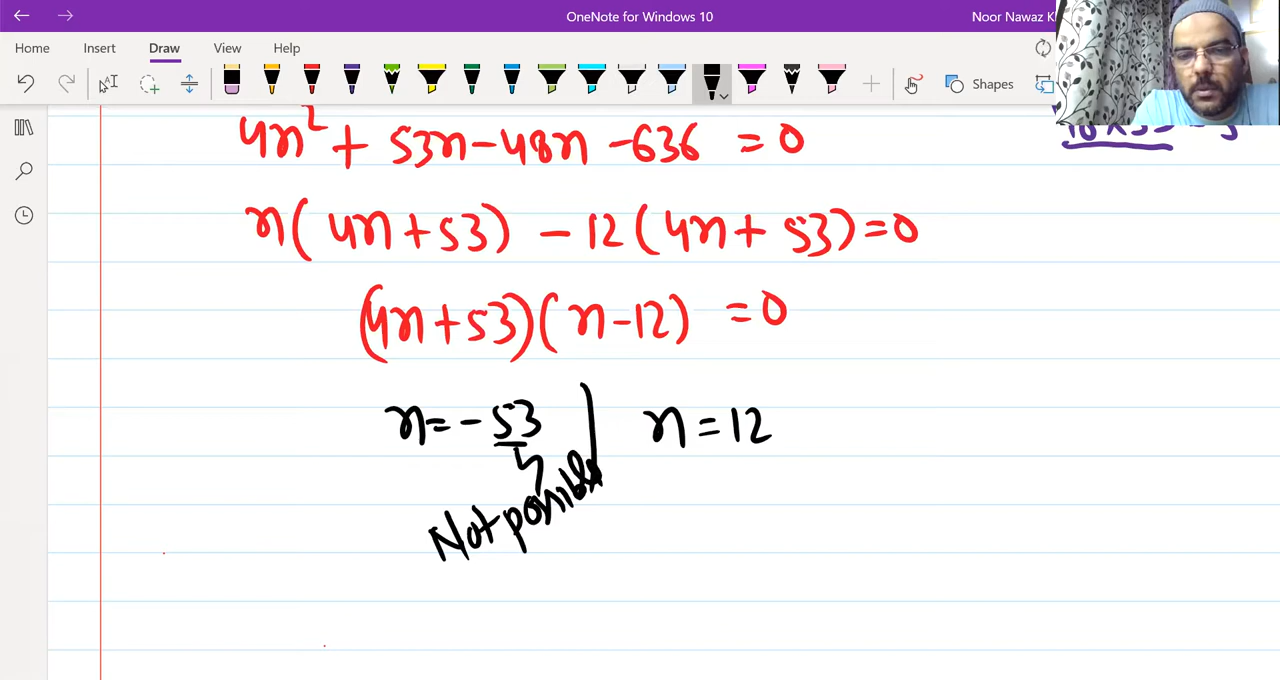 OneNote for Windows 10
Noor Nawaz K
Home Insert Draw View Help
Shapes
4n² + 53n - 48n - 636 = 0
n(4n+53) - 12(4n+53)=0
(4n+53)(n-12) = 0
n = -53 | n = 12
Not possible